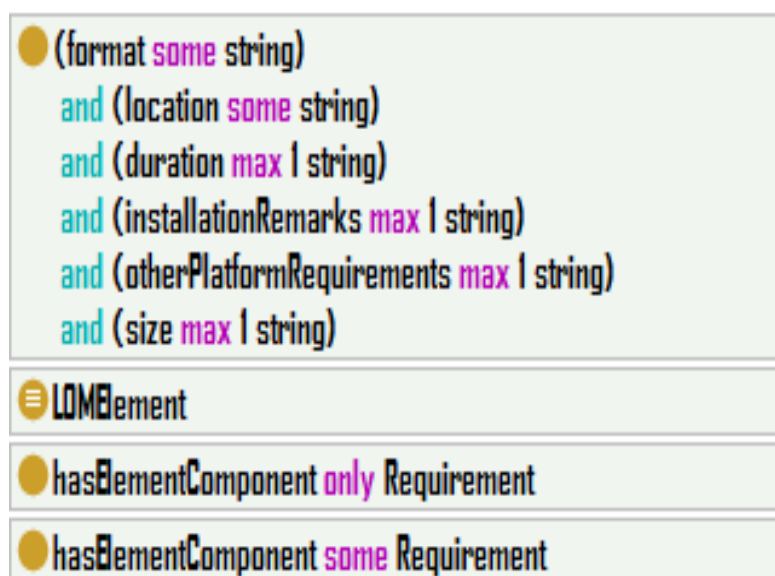 (format some string)
and (location some string)
and (duration max 1 string)
and (installationRemarks max 1 string)
and (otherPlatformRequirements max 1 string)
and (size max 1 string)
LOMElement
hasElementComponent only Requirement
hasElementComponent some Requirement